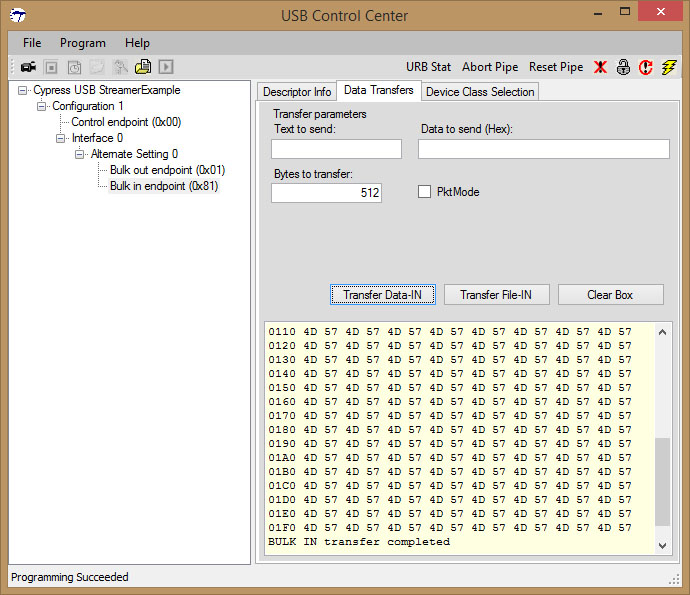 USB Control Center
File Program Help
URB Stat Abort Pipe Reset Pipe
Cypress USB StreamerExample
Configuration 1
Control endpoint (0x00)
Interface 0
Alternate Setting 0
Bulk out endpoint (0x01)
Bulk in endpoint (0x81)
Descriptor Info Data Transfers Device Class Selection
Transfer parameters
Text to send: Data to send (Hex):
Bytes to transfer:
512 PktMode
Transfer Data-IN Transfer File-IN Clear Box
0110 4D 57 4D 57 4D 57 4D 57 4D 57 4D 57 4D 57 4D 57
0120 4D 57 4D 57 4D 57 4D 57 4D 57 4D 57 4D 57 4D 57
0130 4D 57 4D 57 4D 57 4D 57 4D 57 4D 57 4D 57 4D 57
0140 4D 57 4D 57 4D 57 4D 57 4D 57 4D 57 4D 57 4D 57
0150 4D 57 4D 57 4D 57 4D 57 4D 57 4D 57 4D 57 4D 57
0160 4D 57 4D 57 4D 57 4D 57 4D 57 4D 57 4D 57 4D 57
0170 4D 57 4D 57 4D 57 4D 57 4D 57 4D 57 4D 57 4D 57
0180 4D 57 4D 57 4D 57 4D 57 4D 57 4D 57 4D 57 4D 57
0190 4D 57 4D 57 4D 57 4D 57 4D 57 4D 57 4D 57 4D 57
01A0 4D 57 4D 57 4D 57 4D 57 4D 57 4D 57 4D 57 4D 57
01B0 4D 57 4D 57 4D 57 4D 57 4D 57 4D 57 4D 57 4D 57
01C0 4D 57 4D 57 4D 57 4D 57 4D 57 4D 57 4D 57 4D 57
01D0 4D 57 4D 57 4D 57 4D 57 4D 57 4D 57 4D 57 4D 57
01E0 4D 57 4D 57 4D 57 4D 57 4D 57 4D 57 4D 57 4D 57
01F0 4D 57 4D 57 4D 57 4D 57 4D 57 4D 57 4D 57 4D 57
BULK IN transfer completed
Programming Succeeded